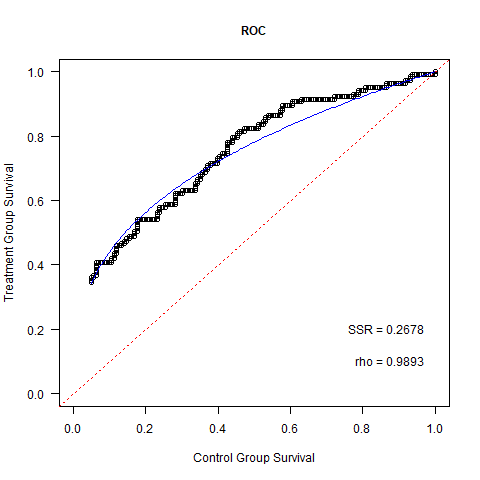 ROC
Treatment Group Survival
1.0
0.8
0.6
0.4
0.2
0.0
SSR = 0.2678
rho = 0.9893
0.0 0.2 0.4 0.6 0.8 1.0
Control Group Survival